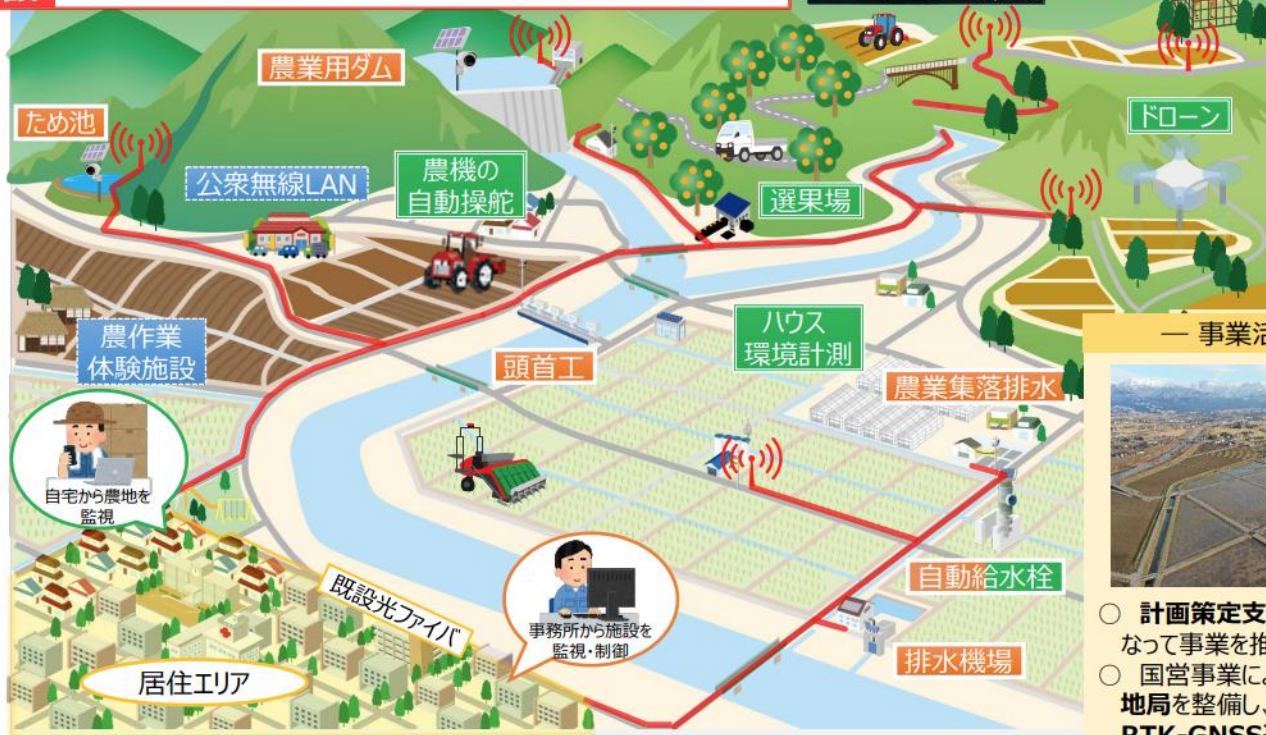 農業用ダム
ため池
公衆無線LAN
農機の
自動操舵
選果場
ドローン
農作業
体験施設
頭首工
ハウス
環境計測
農業集落排水
自宅から農地を
監視
既設光ファイバ
事務所から施設を
監視・制御
自動給水栓
排水機場
居住エリア
― 事業活
○ 計画策定支
なって事業を推
○ 国営事業によ
地局を整備し、
RTK-GNSS